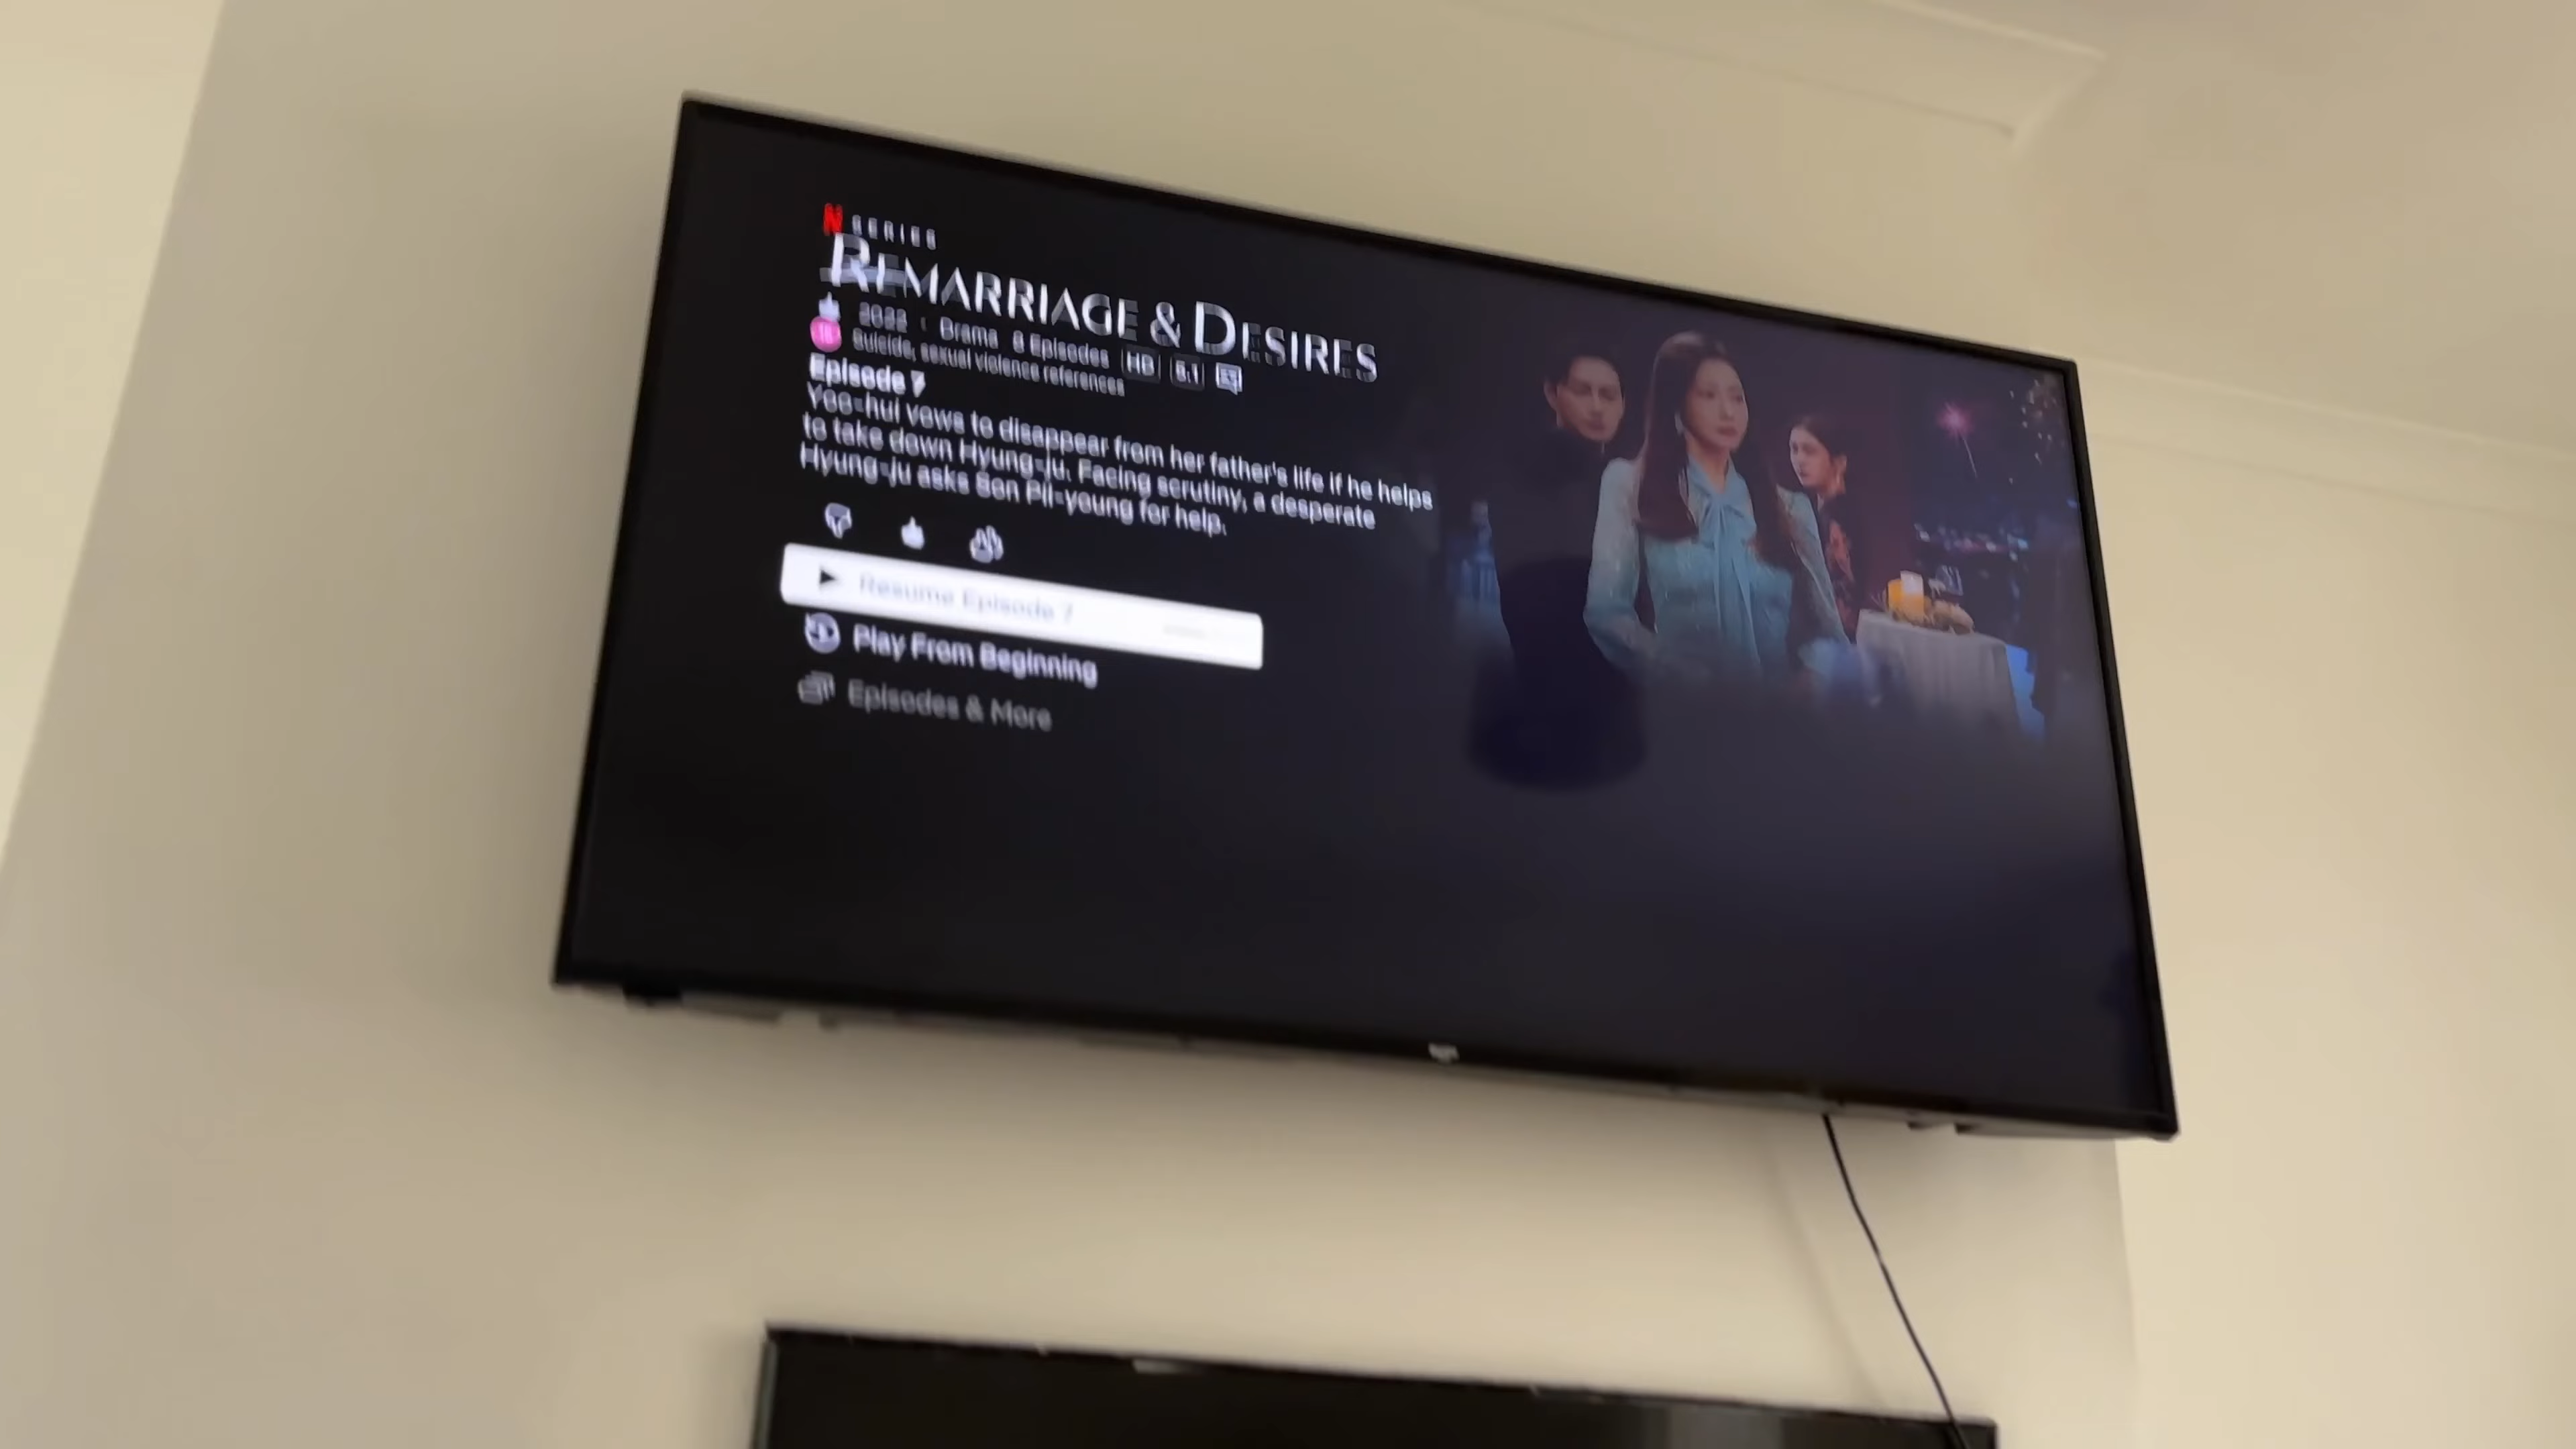 N SERIES
REMARRIAGE & DESIRES
2022 Drama 8 Episodes HD 5.1
18 Suicide, sexual violence references
Episode 7
Yoo-hui vows to disappear from her father's life if he helps
to take down Hyung-ju. Facing scrutiny, a desperate
Hyung-ju asks Son Pil-young for help.
Resume Episode 7
Play From Beginning
Episodes & More